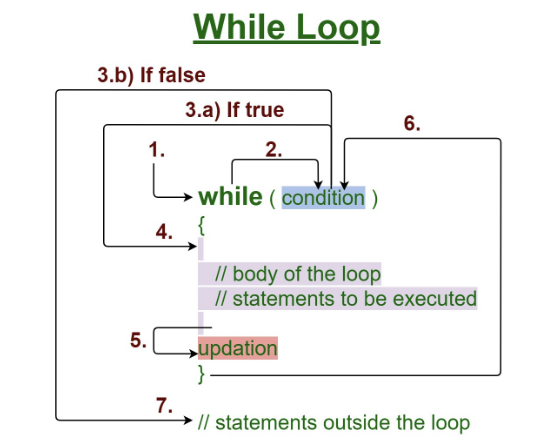 While Loop
3.b) If false
3.a) If true
6.
1.
2.
while ( condition )
{
4.
// body of the loop
// statements to be executed
5.
updation
}
7.
// statements outside the loop